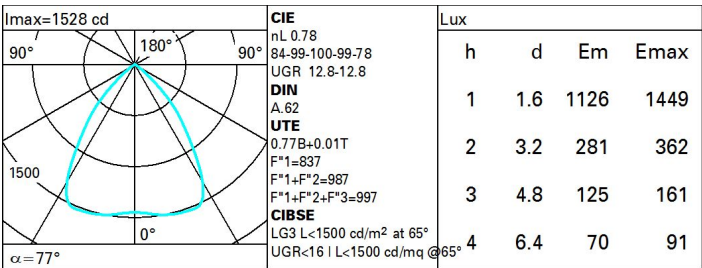 Imax=1528 cd
90° 180° 90°
1500
0°
α=77°
CIE
nL 0.78
84-99-100-99-78
UGR 12.8-12.8
DIN
A.62
UTE
0.77B+0.01T
F"1=837
F"1+F"2=987
F"1+F"2+F"3=997
CIBSE
LG3 L<1500 cd/m² at 65°
UGR<16 | L<1500 cd/mq @65°
Lux
h d Em Emax
1 1.6 1126 1449
2 3.2 281 362
3 4.8 125 161
4 6.4 70 91